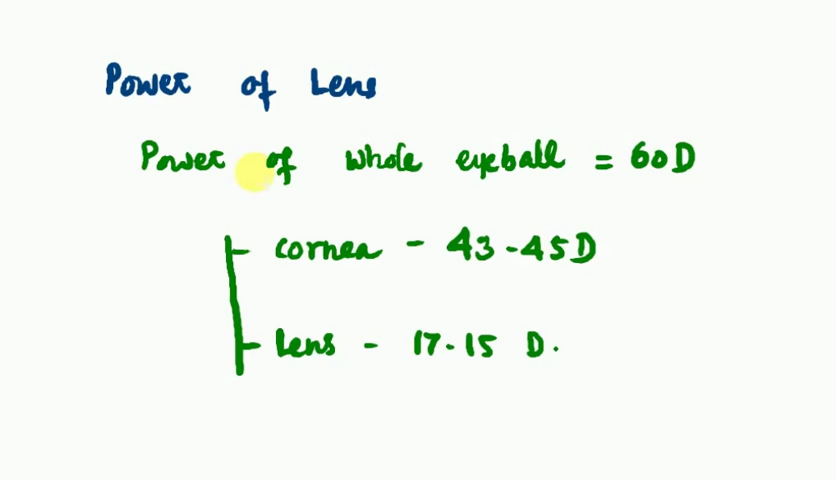 Power of Lens
Power of whole eyeball = 60D
cornea - 43-45D
Lens - 17-15 D.